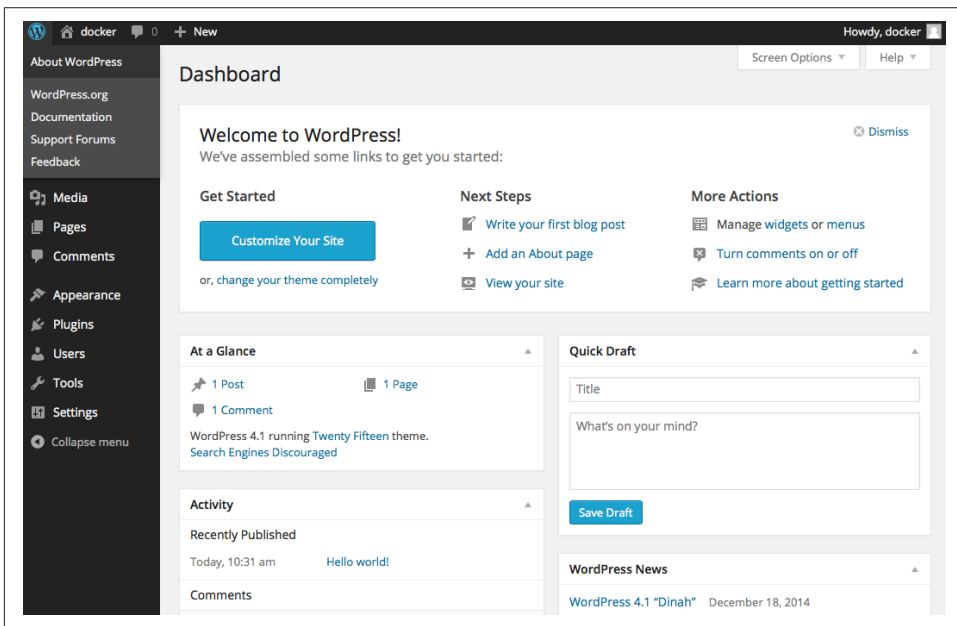 docker 0 + New Howdy, docker
About WordPress
WordPress.org
Documentation
Support Forums
Feedback
Media
Pages
Comments
Appearance
Plugins
Users
Tools
Settings
Collapse menu
Screen Options Help
Dashboard
Welcome to WordPress!
Dismiss
We've assembled some links to get you started:
Get Started
Customize Your Site
or, change your theme completely
Next Steps
Write your first blog post
Add an About page
View your site
More Actions
Manage widgets or menus
Turn comments on or off
Learn more about getting started
At a Glance
1 Post 1 Page
1 Comment
WordPress 4.1 running Twenty Fifteen theme.
Search Engines Discouraged
Activity
Recently Published
Today, 10:31 am Hello world!
Comments
Quick Draft
Title
What's on your mind?
Save Draft
WordPress News
WordPress 4.1 “Dinah” December 18, 2014